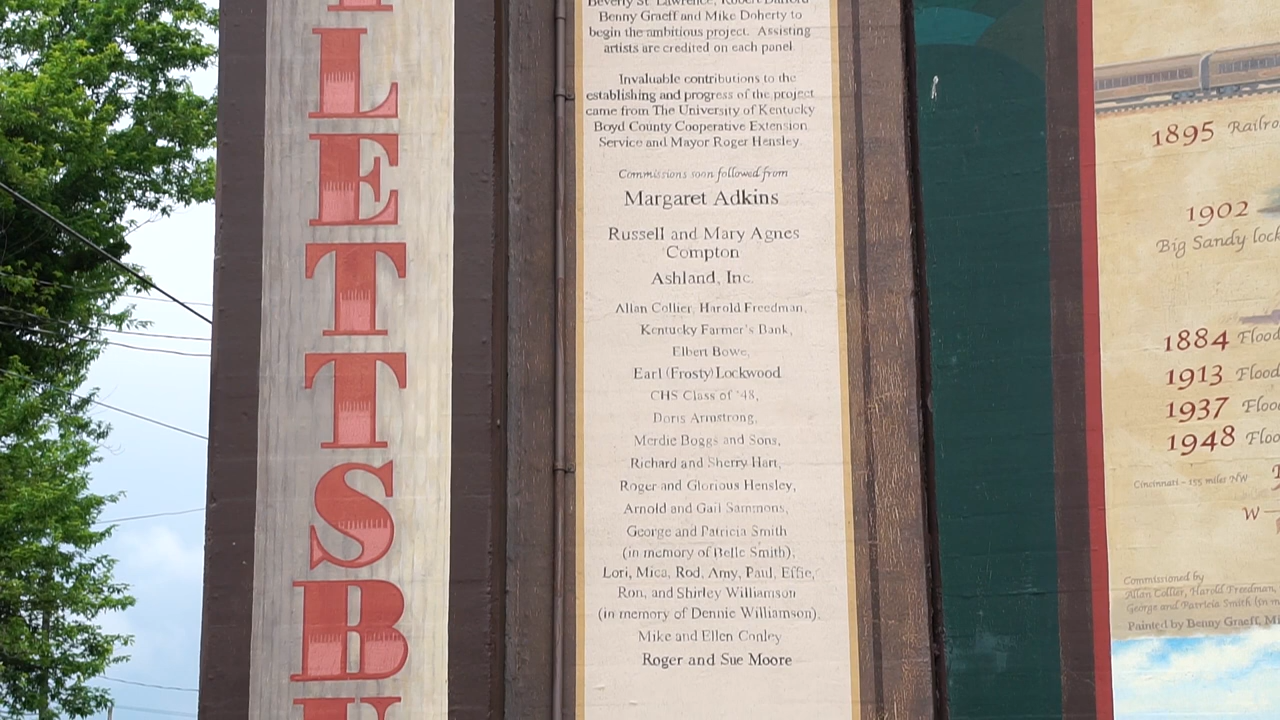 L
E
T
T
S
B
Beverly St. Lawrence, Robert
Benny Graeff and Mike Doherty to
begin the ambitious project. Assisting
artists are credited on each panel.
Invaluable contributions to the
establishing and progress of the project
came from The University of Kentucky
Boyd County Cooperative Extension
Service and Mayor Roger Hensley.
Commissions soon followed from
Margaret Adkins
Russell and Mary Agnes
Compton
Ashland, Inc.
Allan Collier, Harold Freedman,
Kentucky Farmer's Bank,
Elbert Bowe,
Earl (Frosty) Lockwood
CHS Class of '48,
Doris Armstrong,
Merdie Boggs and Sons,
Richard and Sherry Hart,
Roger and Glorious Hensley,
Arnold and Gail Sammons,
George and Patricia Smith
(in memory of Belle Smith),
Lori, Mica, Rod, Amy, Paul, Effie,
Ron, and Shirley Williamson
(in memory of Dennie Williamson).
Mike and Ellen Conley
Roger and Sue Moore
1895 Railro
1902
Big Sandy lock
1884 Flood
1913 Flood
1937 Floo
1948 Floo
Cincinnati - 155 miles NW
W
Commissioned by
Allan Collier, Harold Freedman,
George and Patricia Smith (in m
Painted by Benny Graeff, Mi